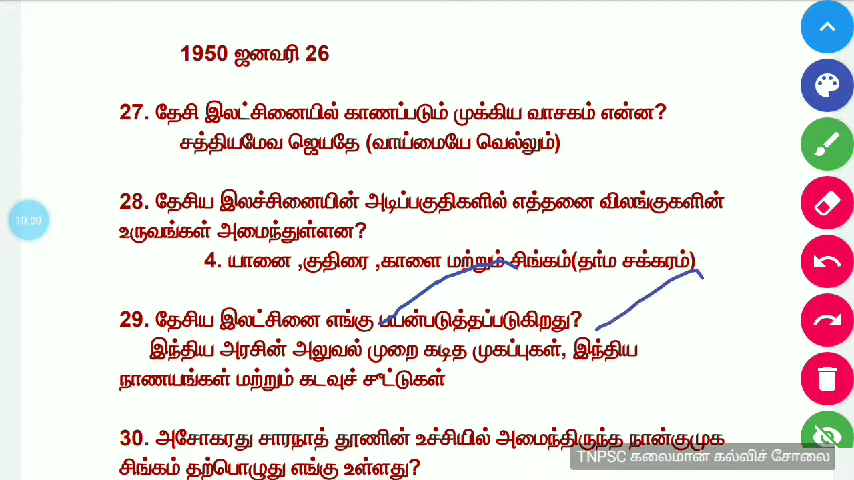 1950 ஜனவரி 26
27. தேசி இலட்சினையில் காணப்படும் முக்கிய வாசகம் என்ன?
சத்தியமேவ ஜெயதே (வாய்மையே வெல்லும்)
28. தேசிய இலச்சினையின் அடிப்பகுதிகளில் எத்தனை விலங்குகளின்
உருவங்கள் அமைந்துள்ளன?
4. யானை ,குதிரை ,காளை மற்றும் சிங்கம்(தர்ம சக்கரம்)
29. தேசிய இலட்சினை எங்கு பயன்படுத்தப்படுகிறது?
இந்திய அரசின் அலுவல் முறை கடித முகப்புகள், இந்திய
நாணயங்கள் மற்றும் கடவுச் சூட்டுகள்
30. அசோகரது சாரநாத் தூணின் உச்சியில் அமைந்திருந்த நான்குமுக
சிங்கம் தற்பொழுது எங்கு உள்ளது?
TNPSC கலைமான் கல்விச் சோலை